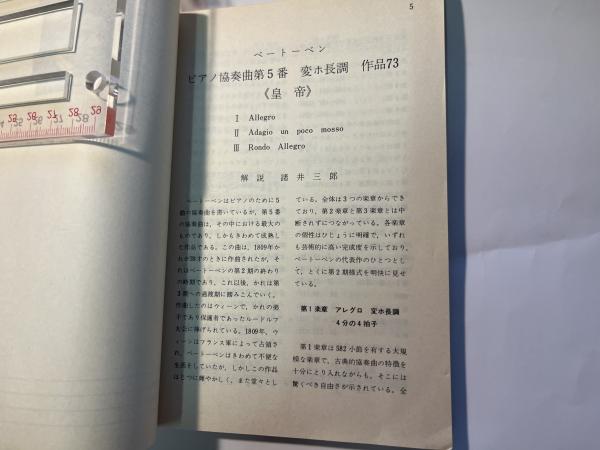 5
ベートーベン
ピアノ協奏曲第5番 変ホ長調 作品73
《皇 帝》
Ⅰ Allegro
Ⅱ Adagio un poco mosso
Ⅲ Rondo Allegro
解 説 諸 井 三 郎
ベートーベンはピアノのために5
曲の協奏曲を書いているが、第5番
の協奏曲は、その中における最大の
ものであり、しかもきわめて成熟し
た作品である。この曲は、1809年か
れが39才のときに作曲されたが、そ
れはベートーベンの第2期の終わり
の時期であり、これ以後、かれは第
3期への過渡期に踏みこんでいく。
作曲したのはウィーンで、かれの弟
子であり保護者であったルードルフ
大公に捧げられている。1809年、ウ
ィーンはフランス軍によって占領さ
れ、ベートーベンはきわめて不便な
生活をしていたが、しかしこの作品
はじつに輝やかしく、また堂々とし
ている。全体は3つの楽章からでき
ており、第2楽章と第3楽章とは中
断されずにつながっている。各楽章
の個性はひじょうに明確で、いずれ
も芸術的に高い完成度を示しており、
ベートーベンの代表作のひとつとし
て、とくに第2期様式を明快に見せ
ている。
第1楽章 アレグロ 変ホ長調
4分の4拍子
第1楽章は582小節を有する大規
模な楽章で、古典的協奏曲の特徴を
十分にとり入れながらも、そこには
驚くべき自由さが示されている。全
25 26 27 28 29